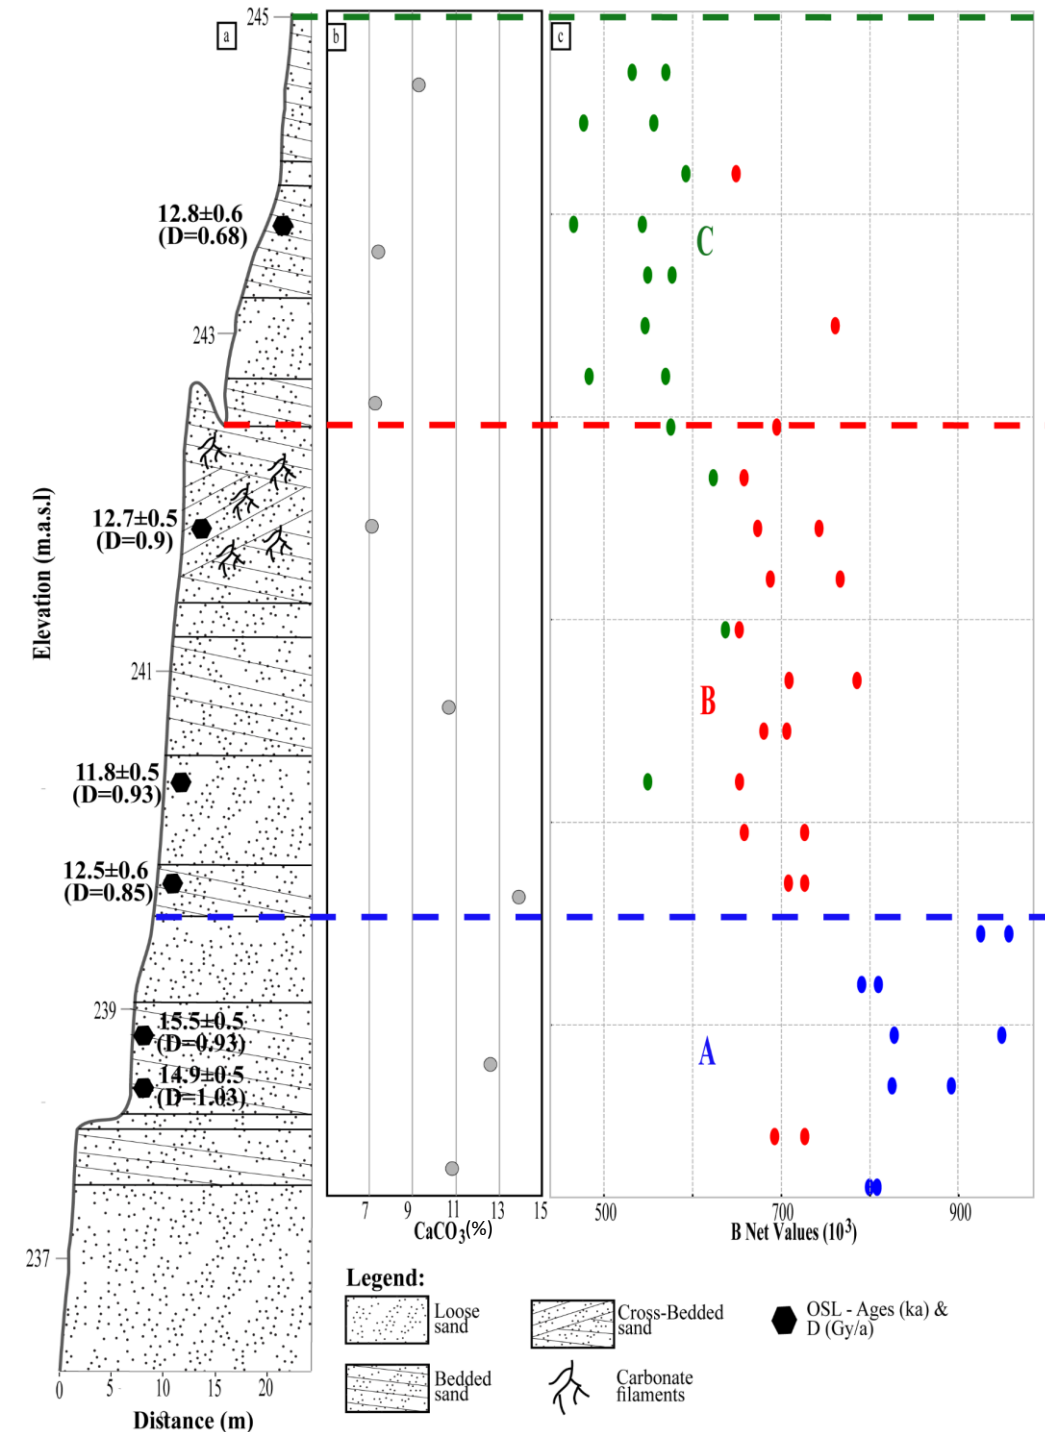 245
a
b
c
12.8±0.6
(D=0.68)
C
243
12.7±0.5
(D=0.9)
Elevation (m.a.s.l)
241
B
11.8±0.5
(D=0.93)
12.5±0.6
(D=0.85)
239
15.5±0.5
(D=0.93)
A
14.9±0.5
(D=1.03)
7 9 11 13 15
CaCO3(%)
500 700 900
B Net Values (10³)
237
Legend:
Loose
sand
Cross-Bedded
sand
OSL - Ages (ka) &
D (Gy/a)
Bedded
sand
Carbonate
filaments
0 5 10 15 20
Distance (m)